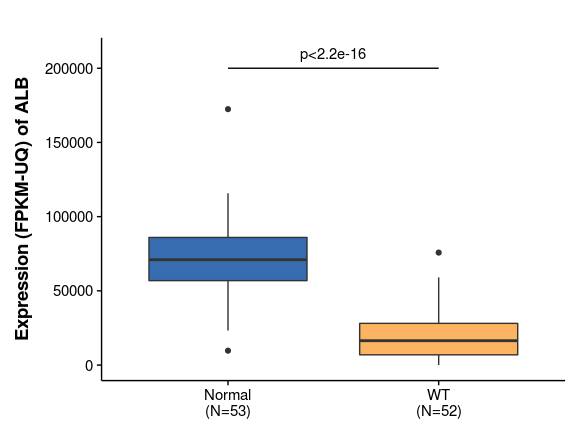 p<2.2e-16
Expression (FPKM-UQ) of ALB
200000
150000
100000
50000
0
Normal
(N=53)
WT
(N=52)